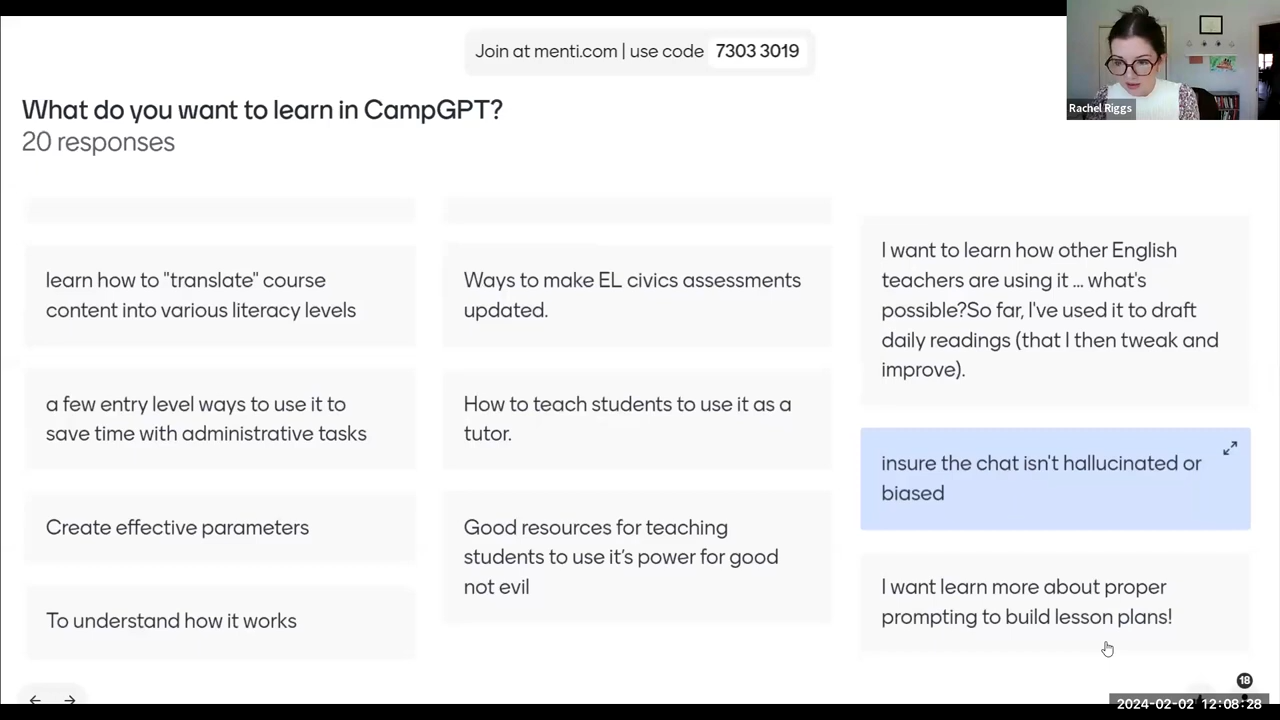 Join at menti.com | use code 7303 3019
Rachel Riggs
What do you want to learn in CampGPT?
20 responses
learn how to "translate" course
content into various literacy levels
a few entry level ways to use it to
save time with administrative tasks
Create effective parameters
To understand how it works
Ways to make EL civics assessments
updated.
How to teach students to use it as a
tutor.
Good resources for teaching
students to use it's power for good
not evil
I want to learn how other English
teachers are using it ... what's
possible?So far, I've used it to draft
daily readings (that I then tweak and
improve).
insure the chat isn't hallucinated or
biased
I want learn more about proper
prompting to build lesson plans!
18
2024-02-02 12:08:28